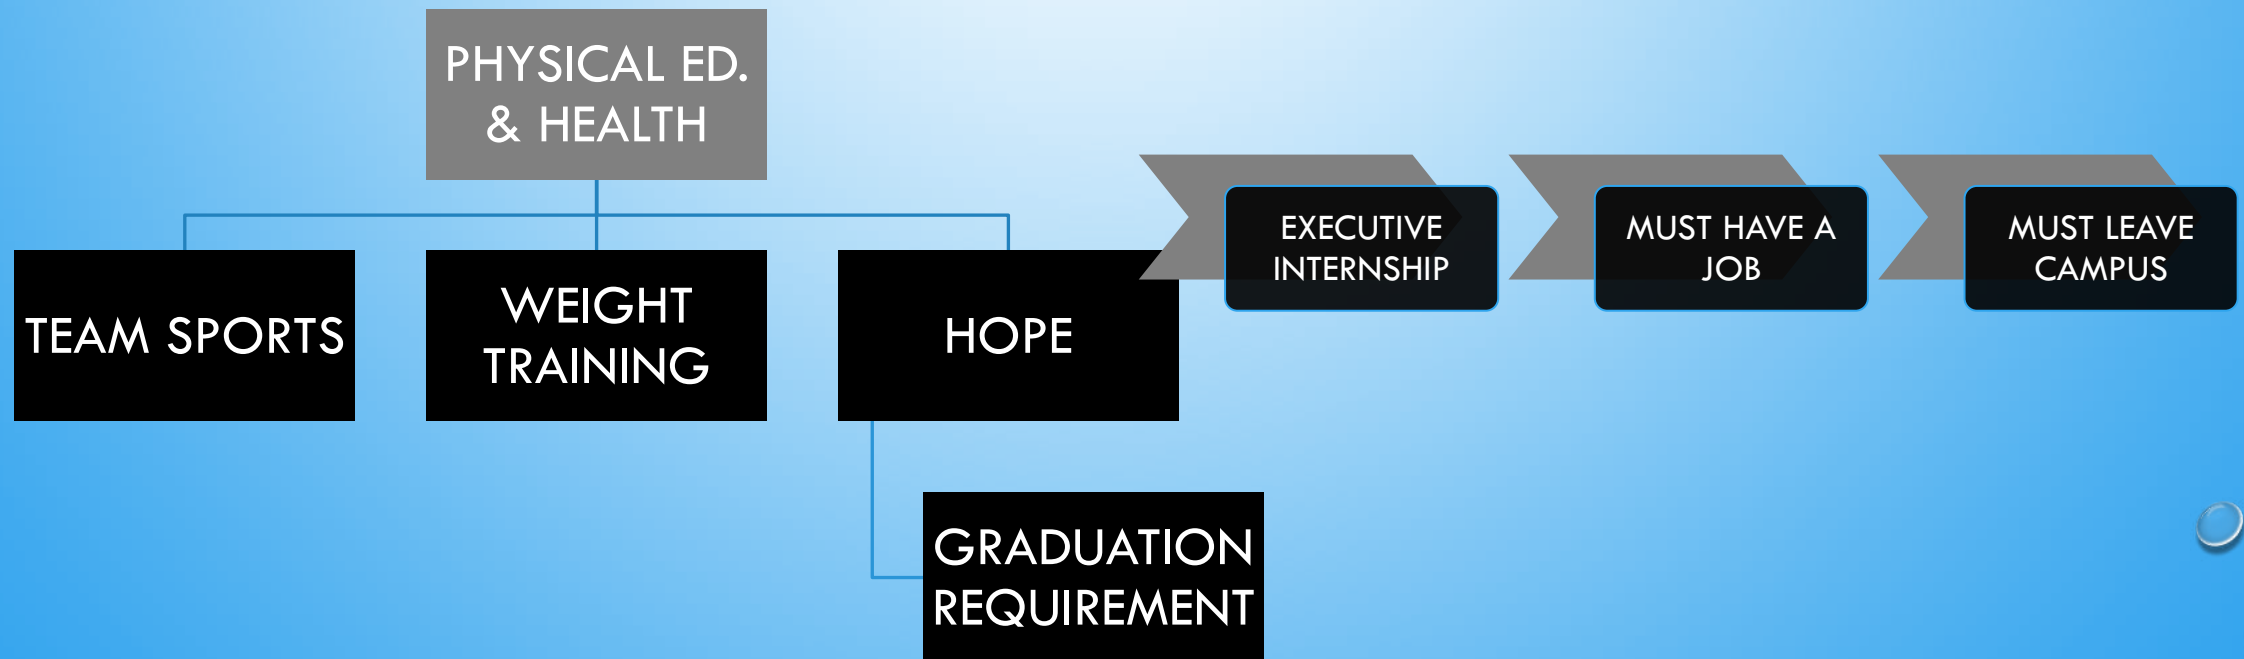 PHYSICAL ED.
& HEALTH
TEAM SPORTS
WEIGHT
TRAINING
HOPE
GRADUATION
REQUIREMENT
EXECUTIVE
INTERNSHIP
MUST HAVE A
JOB
MUST LEAVE
CAMPUS